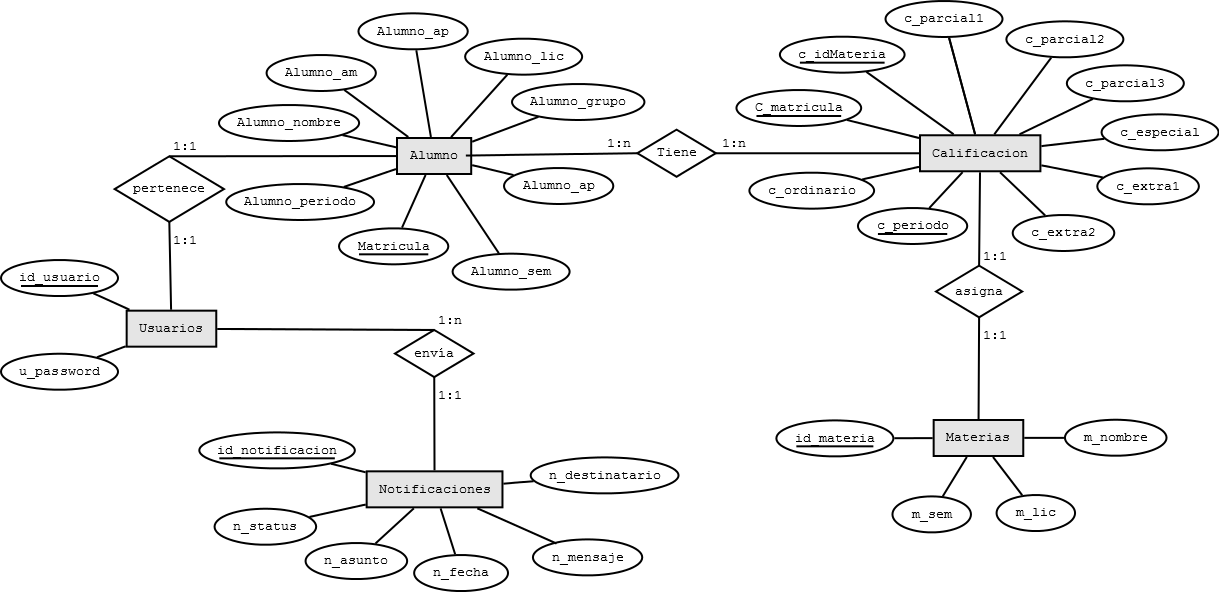 c_parcial1
Alumno_ap
c_parcial2
c_idMateria
Alumno_lic
Alumno_am
c_parcial3
Alumno_grupo
C_matricula
Alumno_nombre
c_especial
1:1
1:n
1:n
Alumno
Tiene
Calificacion
pertenece
Alumno_ap
c_ordinario
c_extra1
Alumno_periodo
c_periodo
c_extra2
1:1
Matricula
1:1
Alumno_sem
id_usuario
asigna
1:n
Usuarios
1:1
envía
u_password
1:1
id_materia
Materias
m_nombre
id_notificacion
n_destinatario
Notificaciones
m_sem
m_lic
n_status
n_asunto
n_mensaje
n_fecha